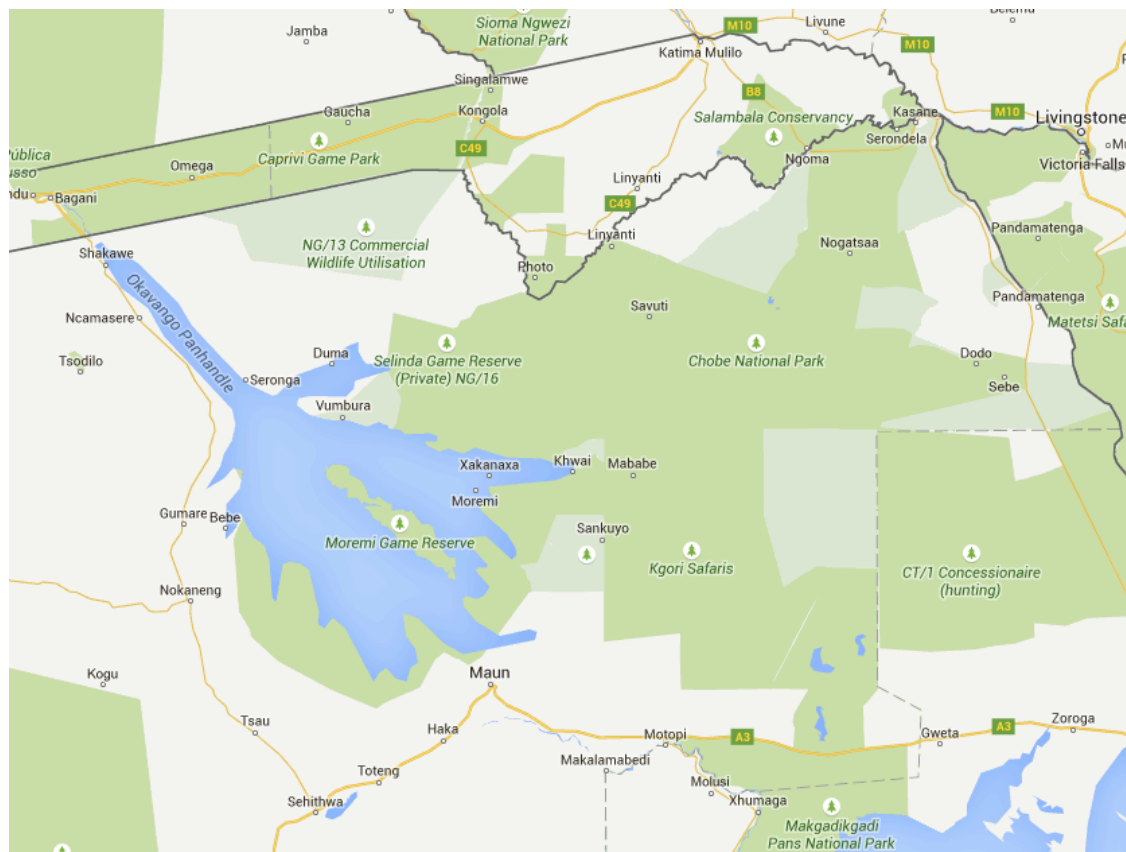 Sioma Ngwezi
National Park
M10
Livune
Jamba
M10
Katima Mulilo
Singalamwe
B8
Gaucha
Kongola
Salambala Conservancy
Kasane
M10
Livingstone
Serondela
Pública
usso
Omega
Caprivi Game Park
C49
Ngoma
Victoria Falls
ndu
Bagani
Linyanti
C49
NG/13 Commercial
Wildlife Utilisation
Linyanti
Nogatsaa
Pandamatenga
Shakawe
Photo
Okavango Panhandle
Savuti
Pandamatenga
Ncamasere
Matetsi Safa
Duma
Selinda Game Reserve
(Private) NG/16
Chobe National Park
Dodo
Tsodilo
Seronga
Sebe
Vumbura
Xakanaxa
Khwai
Mababe
Moremi
Gumare
Bebe
Moremi Game Reserve
Sankuyo
Kgori Safaris
CT/1 Concessionaire
(hunting)
Nokaneng
Kogu
Maun
Tsau
Haka
Motopi
A3
Gweta
A3
Zoroga
Makalamabedi
Toteng
Molusi
Sehithwa
Xhumaga
Makgadikgadi
Pans National Park